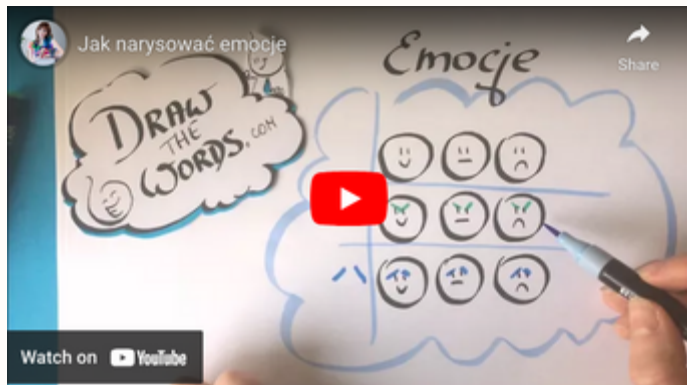 Jak narysować emocje
Share
Emocje
DRAW
THE
WORDS.COM
Watch on YouTube